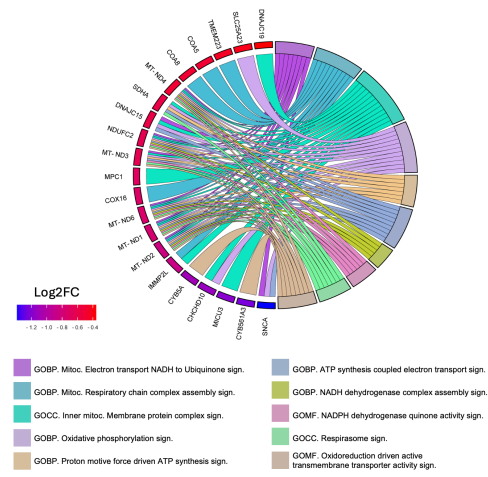 DNAJC19
SLC25A23
TMEM223
COA5
COA8
MT- ND4
SDHA
DNAJC15
NDUFC2
MT- ND3
MPC1
COX16
MT- ND6
MT- ND1
MT- ND2
IMMP2L
CYB5A
CHCHD10
MICU3
CYB561A3
SNCA
Log2FC
-1.2 -1.0 -0.8 -0.6 -0.4
GOBP. Mitoc. Electron transport NADH to Ubiquinone sign.
GOBP. Mitoc. Respiratory chain complex assembly sign.
GOCC. Inner mitoc. Membrane protein complex sign.
GOBP. Oxidative phosphorylation sign.
GOBP. Proton motive force driven ATP synthesis sign.
GOBP. ATP synthesis coupled electron transport sign.
GOBP. NADH dehydrogenase complex assembly sign.
GOMF. NADPH dehydrogenase quinone activity sign.
GOCC. Respirasome sign.
GOMF. Oxidoreduction driven active
transmembrane transporter activity sign.